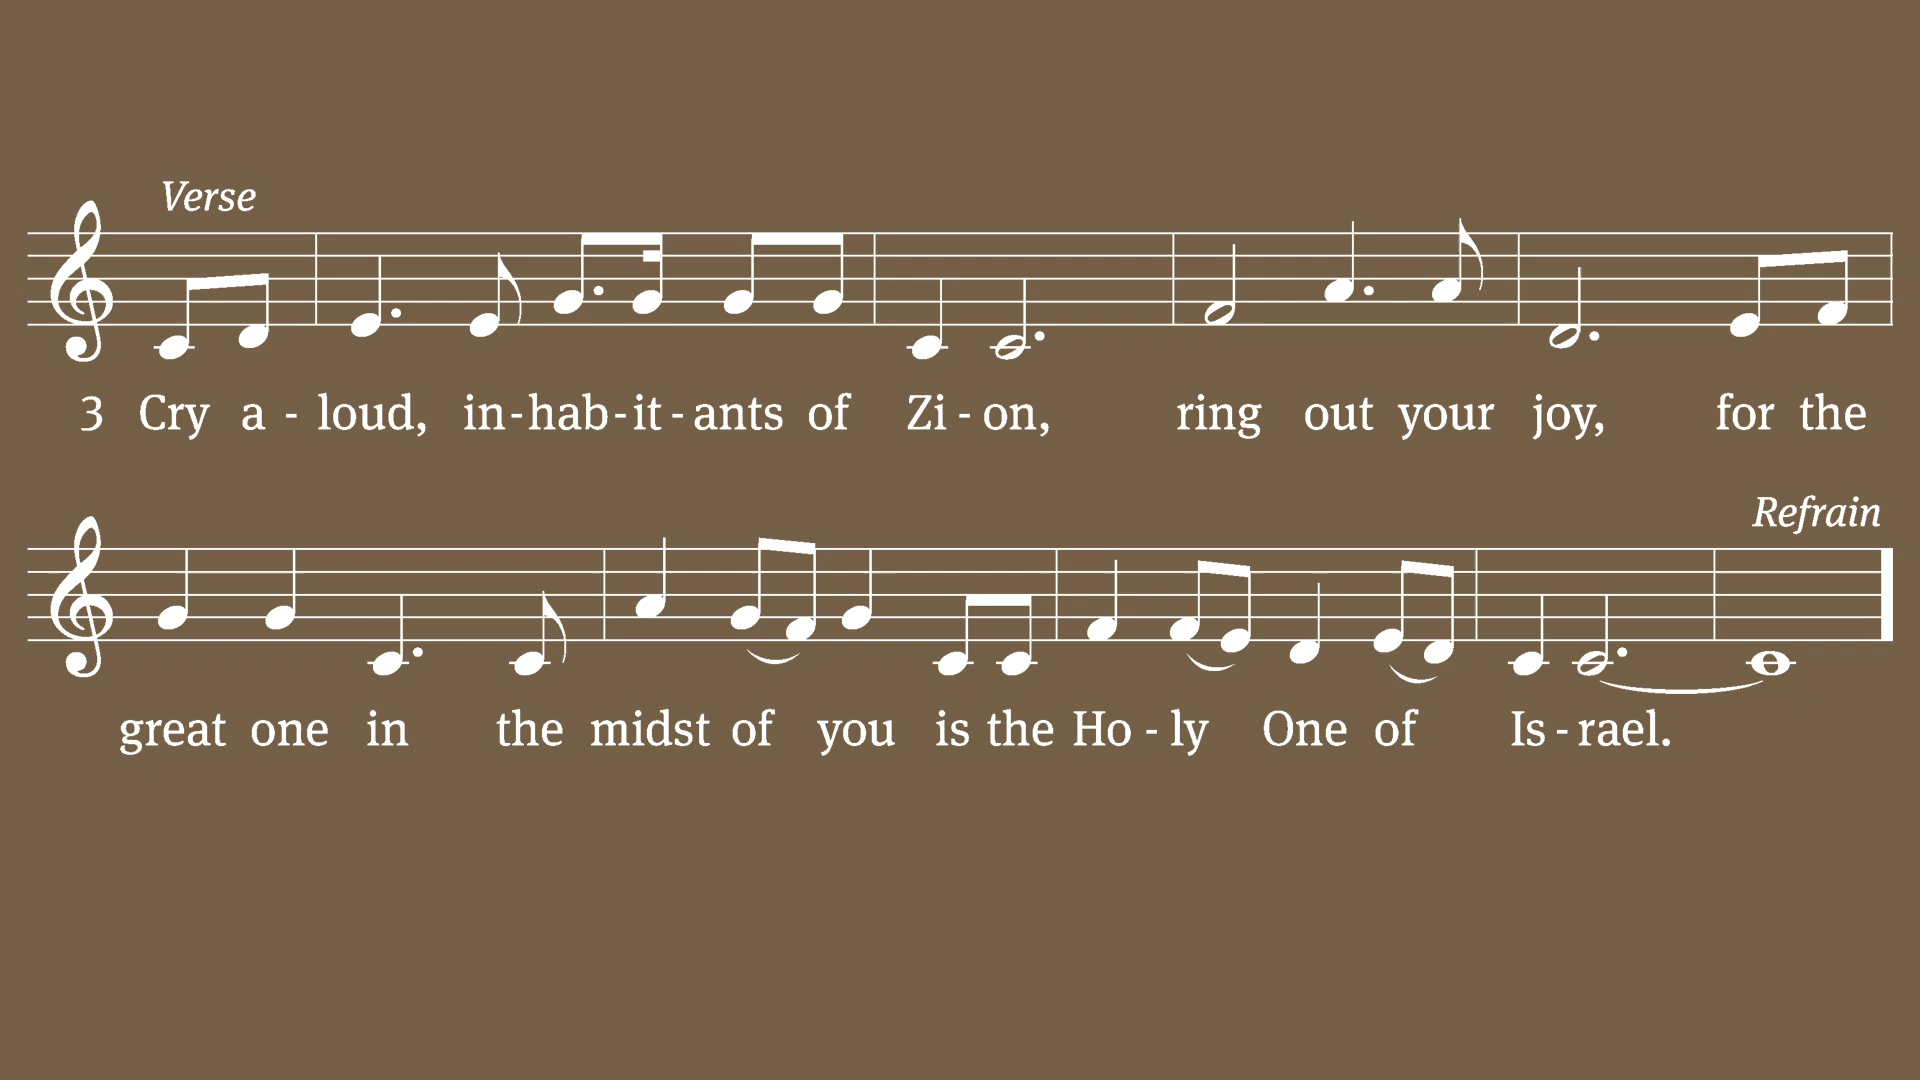 Verse
3 Cry a - loud, in - hab - it - ants of Zi - on, ring out your joy, for the
Refrain
great one in the midst of you is the Ho - ly One of Is - rael.